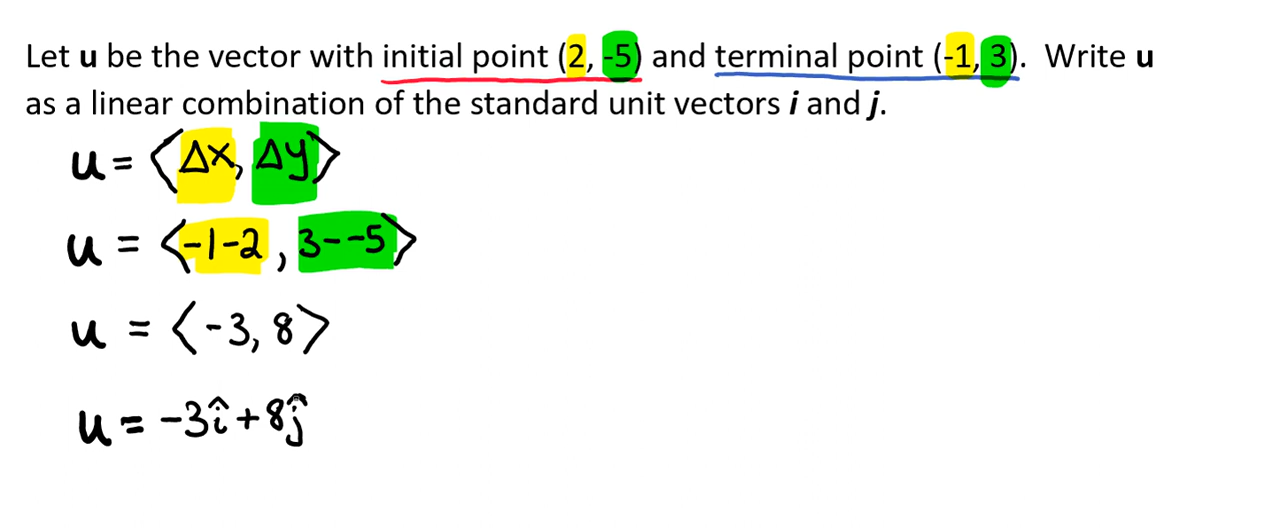 Let u be the vector with initial point (2, -5) and terminal point (-1, 3). Write u
as a linear combination of the standard unit vectors i and j.
u = ⟨Δx, Δy⟩
u = ⟨-1-2, 3--5⟩
u = ⟨-3, 8⟩
u = -3î+8ĵ